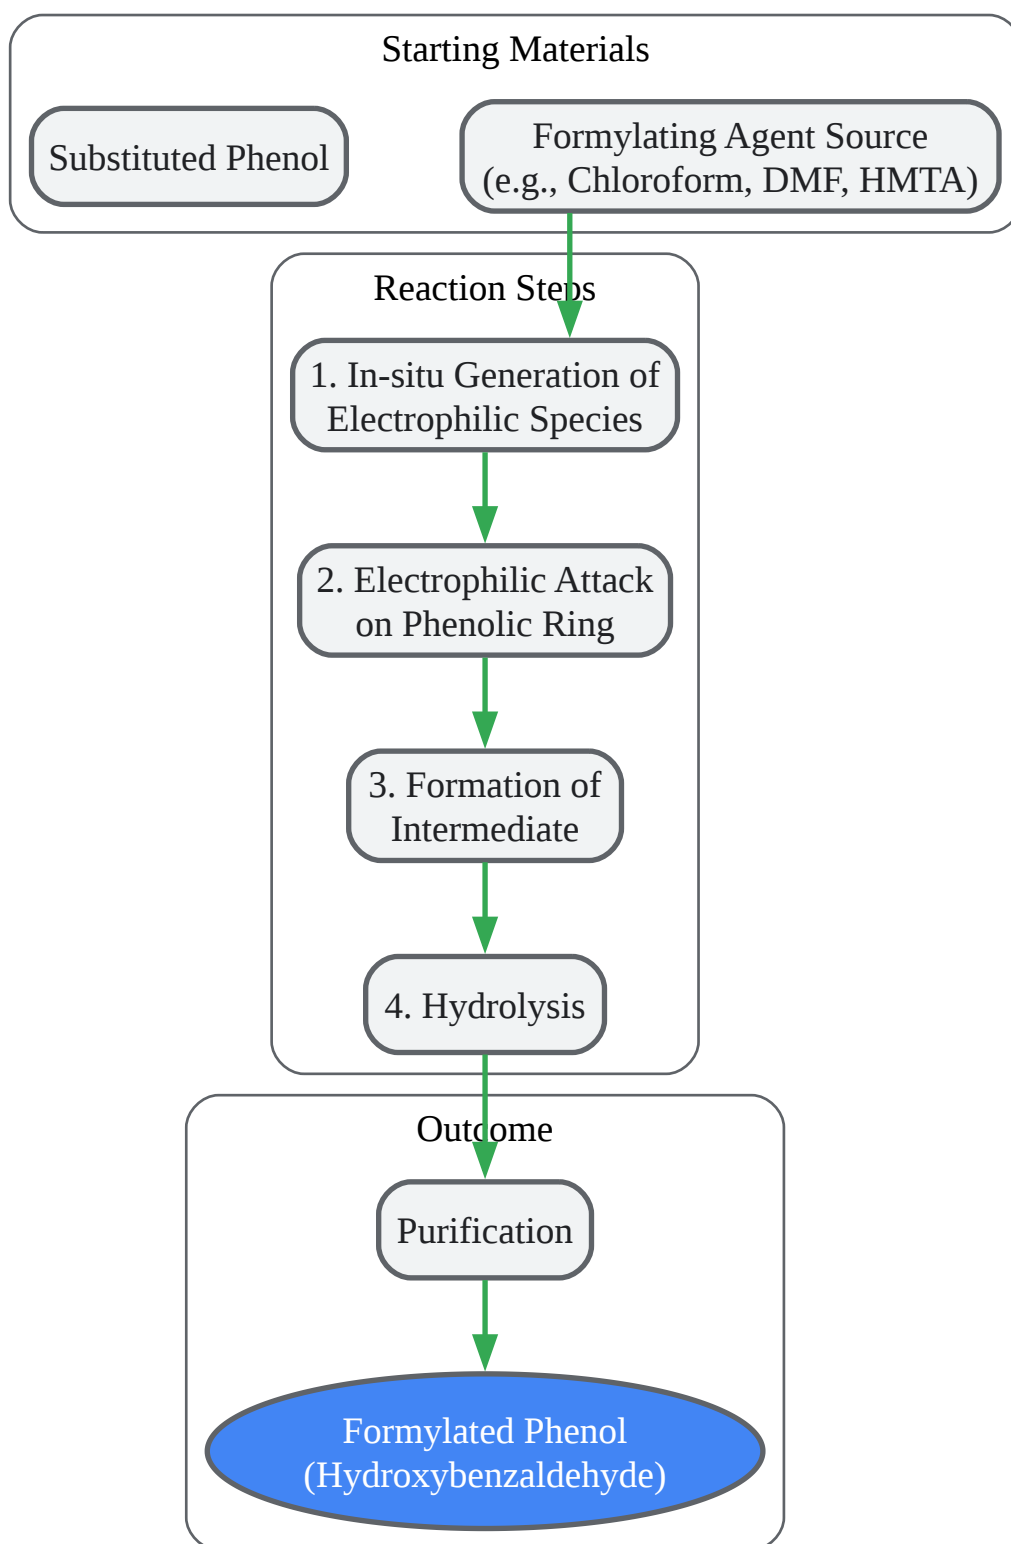 Starting Materials
Substituted Phenol
Formylating Agent Source
(e.g., Chloroform, DMF, HMTA)
Reaction Steps
1. In-situ Generation of
Electrophilic Species
2. Electrophilic Attack
on Phenolic Ring
3. Formation of
Intermediate
4. Hydrolysis
Outcome
Purification
Formylated Phenol
(Hydroxybenzaldehyde)